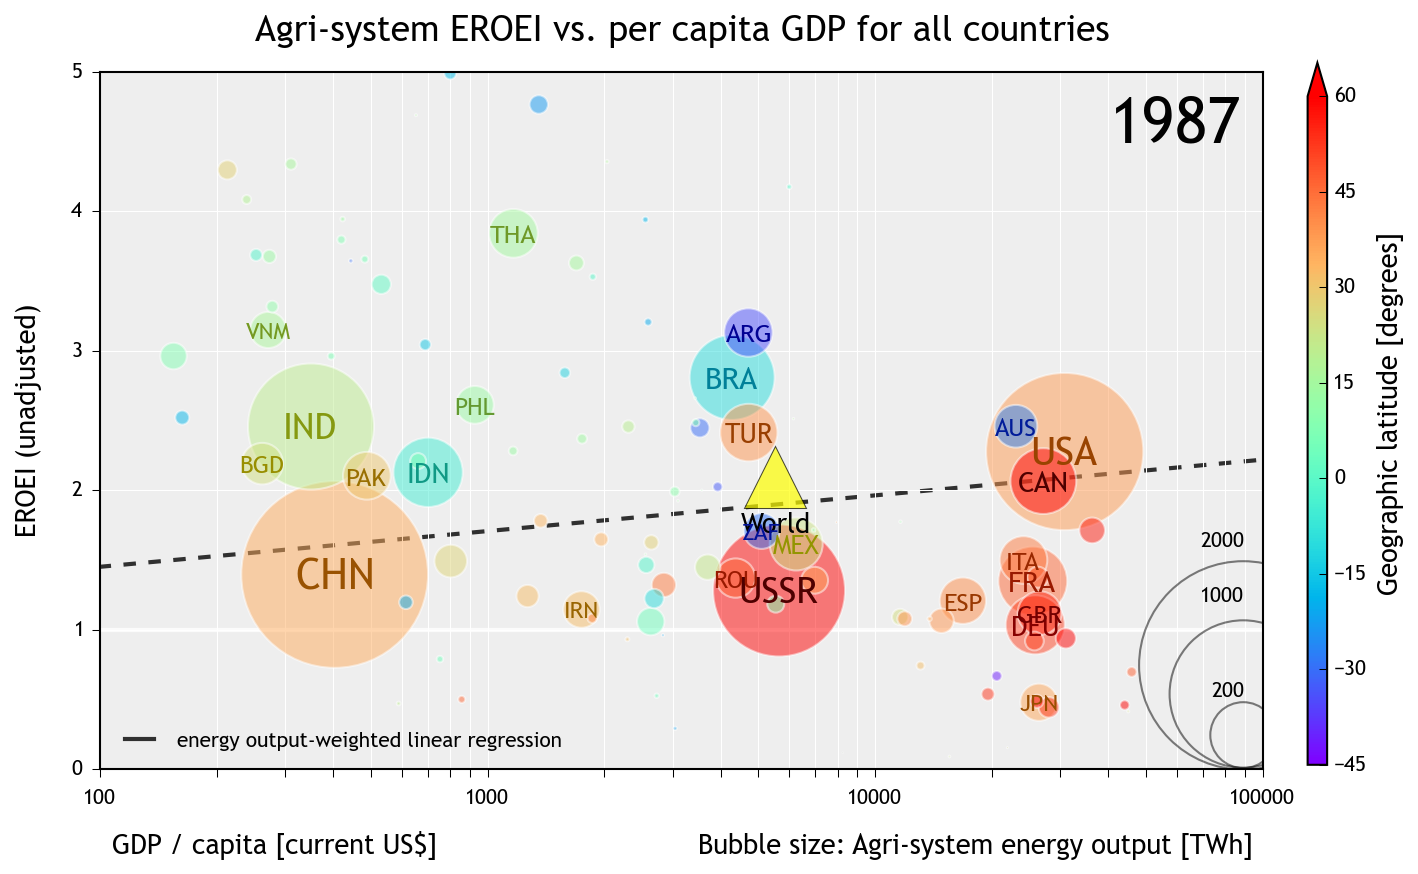 Agri-system EROEI vs. per capita GDP for all countries
1987
5
4
3
2
1
0
EROEI (unadjusted)
THA
VNM
ARG
BRA
PHL
IND
TUR
AUS
USA
BGD
PAK
IDN
CAN
World
ZAF
MEX
CHN
ROU
USSR
IRN
ITA
FRA
ESP
GBR
DEU
JPN
2000
1000
200
energy output-weighted linear regression
100
1000
10000
100000
GDP / capita [current US$]
Bubble size: Agri-system energy output [TWh]
60
45
30
15
0
−15
−30
−45
Geographic latitude [degrees]